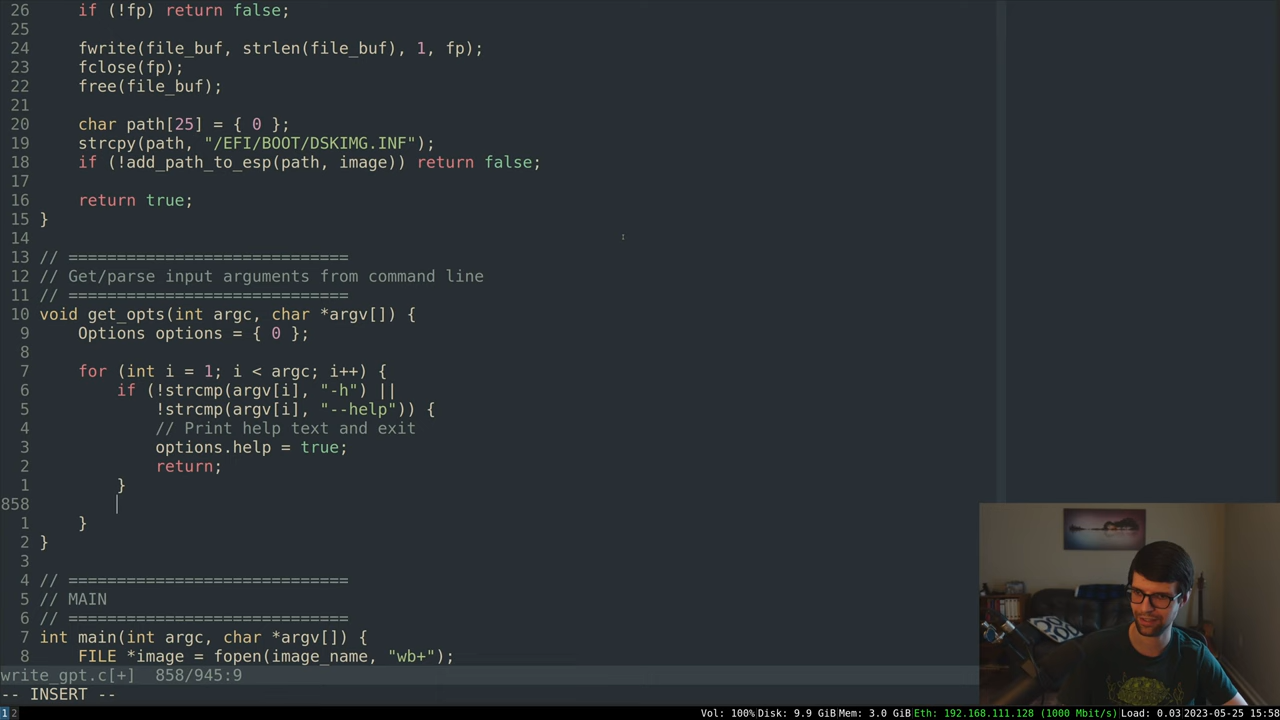 26     if (!fp) return false;
25
24     fwrite(file_buf, strlen(file_buf), 1, fp);
23     fclose(fp);
22     free(file_buf);
21
20     char path[25] = { 0 };
19     strcpy(path, "/EFI/BOOT/DSKIMG.INF");
18     if (!add_path_to_esp(path, image)) return false;
17
16     return true;
15 }
14
13 // =============================
12 // Get/parse input arguments from command line
11 // =============================
10 void get_opts(int argc, char *argv[]) {
9     Options options = { 0 };
8
7     for (int i = 1; i < argc; i++) {
6         if (!strcmp(argv[i], "-h") ||
5             !strcmp(argv[i], "--help")) {
4             // Print help text and exit
3             options.help = true;
2             return;
1         }
858
1     }
2 }
3
4 // =============================
5 // MAIN
6 // =============================
7 int main(int argc, char *argv[]) {
8     FILE *image = fopen(image_name, "wb+");
write_gpt.c[+]  858/945:9
-- INSERT --
1 2 Vol: 100% Disk: 9.9 GiB Mem: 3.0 GiB Eth: 192.168.111.128 (1000 Mbit/s) Load: 0.03 2023-05-25 15:58